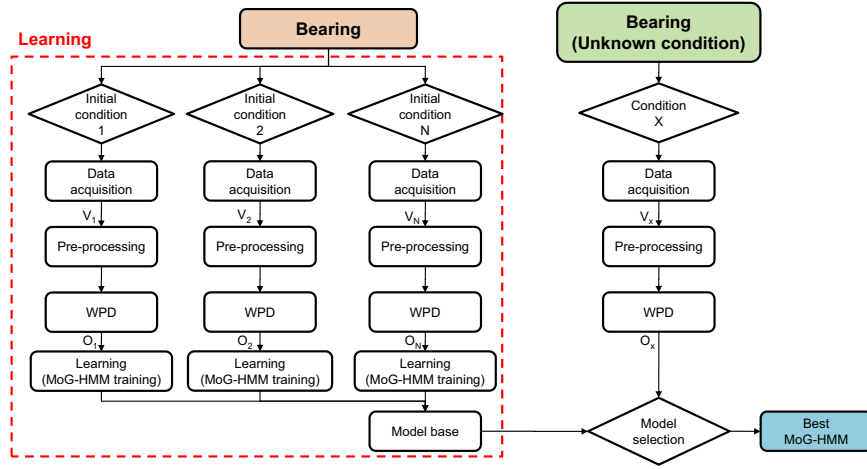 Learning
Bearing
Bearing
(Unknown condition)
Initial
condition
1
Initial
condition
2
Initial
condition
N
Condition
X
Data
acquisition
Data
acquisition
Data
acquisition
Data
acquisition
V1
V2
VN
Vx
Pre-processing
Pre-processing
Pre-processing
Pre-processing
WPD
WPD
WPD
WPD
O1
O2
ON
Ox
Learning
(MoG-HMM training)
Learning
(MoG-HMM training)
Learning
(MoG-HMM training)
Model base
Model
selection
Best
MoG-HMM